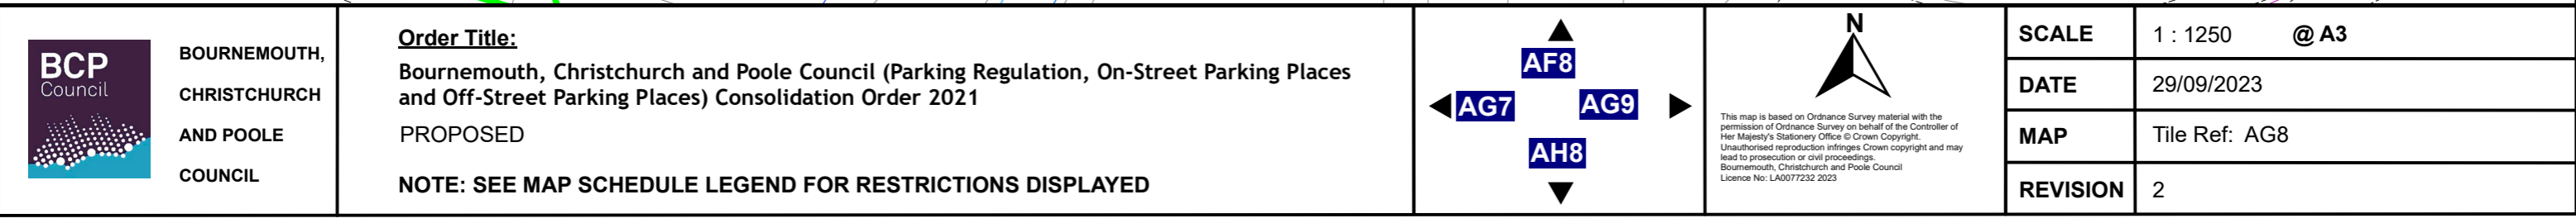 BCP
Council
BOURNEMOUTH,
CHRISTCHURCH
AND POOLE
COUNCIL
Order Title:
Bournemouth, Christchurch and Poole Council (Parking Regulation, On-Street Parking Places
and Off-Street Parking Places) Consolidation Order 2021
PROPOSED
NOTE: SEE MAP SCHEDULE LEGEND FOR RESTRICTIONS DISPLAYED
AF8
AG7 AG9
AH8
N
This map is based on Ordnance Survey material with the
permission of Ordnance Survey on behalf of the Controller of
Her Majesty's Stationery Office © Crown Copyright.
Unauthorised reproduction infringes Crown copyright and may
lead to prosecution or civil proceedings.
Bournemouth, Christchurch and Poole Council
Licence No: LA0077232 2023
SCALE 1 : 1250 @ A3
DATE 29/09/2023
MAP Tile Ref: AG8
REVISION 2